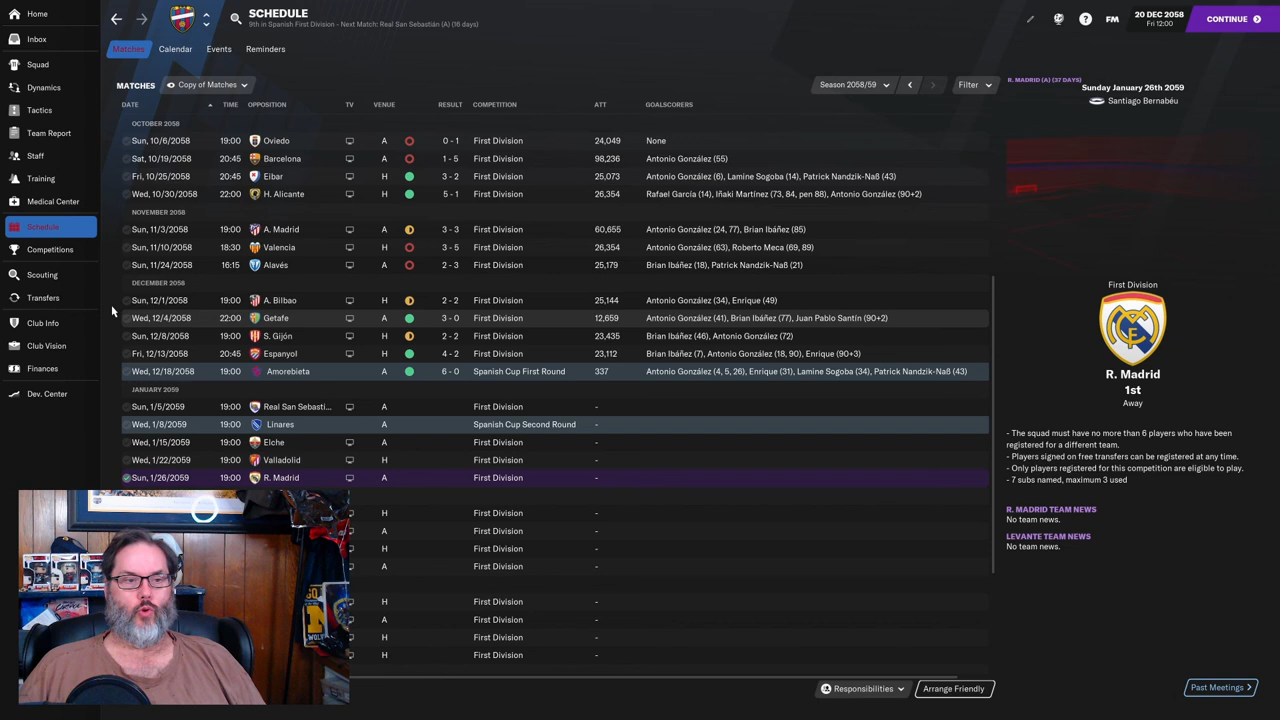 Home
Inbox
Squad
Dynamics
Tactics
Team Report
Staff
Training
Medical Center
Schedule
Competitions
Scouting
Transfers
Club Info
Club Vision
Finances
Dev. Center
SCHEDULE
9th in Spanish First Division - Next Match: Real San Sebastián (16 days)
FM
20 DEC 2058
Fri 12:00
CONTINUE
Matches Calendar Events Reminders
MATCHES Copy of Matches Season 2058/59 Filter
DATE TIME OPPOSITION TV VENUE RESULT COMPETITION ATT GOALSCORERS
OCTOBER 2058
Sun, 10/6/2058 19:00 Oviedo A 0 - 1 First Division 24,049 None
Sat, 10/19/2058 20:45 Barcelona A 1 - 5 First Division 98,236 Antonio González (55)
Fri, 10/25/2058 20:45 Eibar H 3 - 2 First Division 25,073 Antonio González (6), Lamine Sogoba (14), Patrick Nandzik-Naß (43)
Wed, 10/30/2058 22:00 H. Alicante H 5 - 1 First Division 26,354 Rafael García (14), Iñaki Martínez (73, 84, pen 88), Antonio González (90+2)
NOVEMBER 2058
Sun, 11/3/2058 19:00 A. Madrid A 3 - 3 First Division 60,655 Antonio González (24, 77), Brian Ibáñez (85)
Sun, 11/10/2058 18:30 Valencia H 3 - 5 First Division 26,354 Antonio González (63), Roberto Meca (69, 89)
Sun, 11/24/2058 16:15 Alavés A 2 - 3 First Division 25,179 Brian Ibáñez (18), Patrick Nandzik-Naß (21)
DECEMBER 2058
Sun, 12/1/2058 19:00 A. Bilbao H 2 - 2 First Division 25,144 Antonio González (34), Enrique (49)
Wed, 12/4/2058 22:00 Getafe A 3 - 0 First Division 12,659 Antonio González (41), Brian Ibáñez (77), Juan Pablo Santín (90+2)
Sun, 12/8/2058 19:00 S. Gijón H 2 - 2 First Division 23,435 Brian Ibáñez (46), Antonio González (72)
Fri, 12/13/2058 20:45 Espanyol H 4 - 2 First Division 23,112 Brian Ibáñez (7), Antonio González (18, 90), Enrique (90+3)
Wed, 12/18/2058 19:00 Amorebieta A 6 - 0 Spanish Cup First Round 337 Antonio González (4, 5, 26), Enrique (31), Lamine Sogoba (34), Patrick Nandzik-Naß (43)
JANUARY 2059
Sun, 1/5/2059 19:00 Real San Sebasti... A First Division -
Wed, 1/8/2059 19:00 Linares A Spanish Cup Second Round -
Wed, 1/15/2059 19:00 Elche A First Division -
Wed, 1/22/2059 19:00 Valladolid H First Division -
Sun, 1/26/2059 19:00 R. Madrid A First Division -
H First Division -
A First Division -
H First Division -
A First Division -
H First Division -
A First Division -
H First Division -
H First Division -
Responsibilities Arrange Friendly
R. MADRID (A) (37 DAYS)
Sunday January 26th 2059
Santiago Bernabéu
First Division
R. Madrid
1st
Away
- The squad must have no more than 6 players who have been
registered for a different team.
- Players signed on free transfers can be registered at any time.
- Only players registered for this competition are eligible to play.
- 7 subs named, maximum 3 used
R. MADRID TEAM NEWS
No team news.
LEVANTE TEAM NEWS
No team news.
Past Meetings